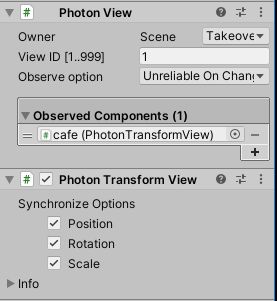 Photon View
Owner Scene Takeove
View ID [1..999] 1
Observe option Unreliable On Chang
Observed Components (1)
cafe (PhotonTransformView)
Photon Transform View
Synchronize Options
Position
Rotation
Scale
Info